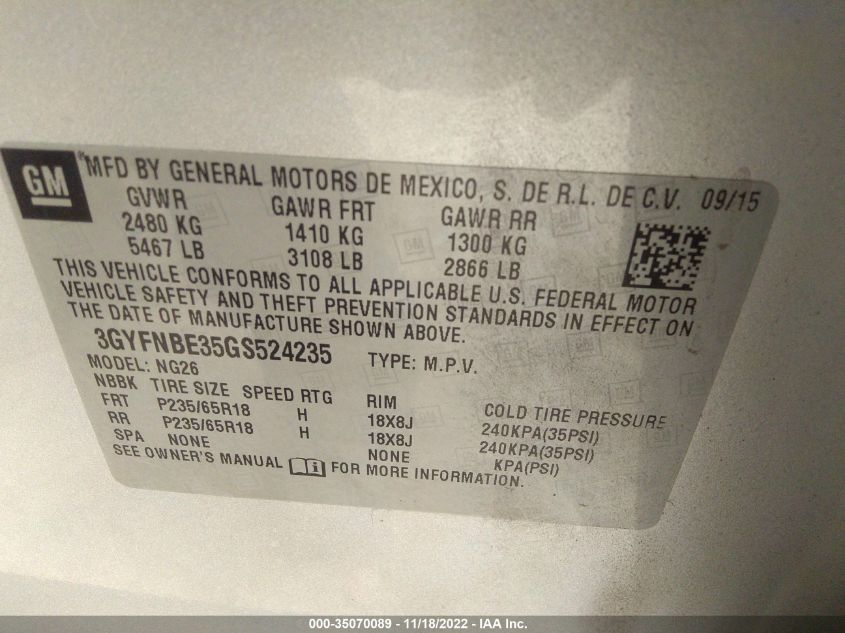 GM
MFD BY GENERAL MOTORS DE MEXICO, S. DE R.L. DE C.V. 09/15
GVWR GAWR FRT GAWR RR
2480 KG 1410 KG 1300 KG
5467 LB 3108 LB 2866 LB
THIS VEHICLE CONFORMS TO ALL APPLICABLE U.S. FEDERAL MOTOR
VEHICLE SAFETY AND THEFT PREVENTION STANDARDS IN EFFECT ON
THE DATE OF MANUFACTURE SHOWN ABOVE.
3GYFNBE35GS524235 TYPE: M.P.V.
MODEL: NG26
NBBK TIRE SIZE SPEED RTG RIM COLD TIRE PRESSURE
FRT P235/65R18 H 18X8J 240KPA(35PSI)
RR P235/65R18 H 18X8J 240KPA(35PSI)
SPA NONE NONE KPA(PSI)
SEE OWNER'S MANUAL FOR MORE INFORMATION.
000-35070089 - 11/18/2022 - IAA Inc.